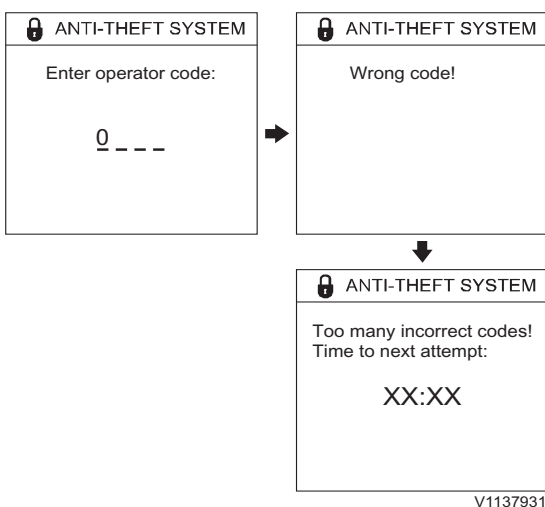 ANTI-THEFT SYSTEM
Enter operator code:
0 _ _ _
ANTI-THEFT SYSTEM
Wrong code!
ANTI-THEFT SYSTEM
Too many incorrect codes!
Time to next attempt:
XX:XX
V1137931